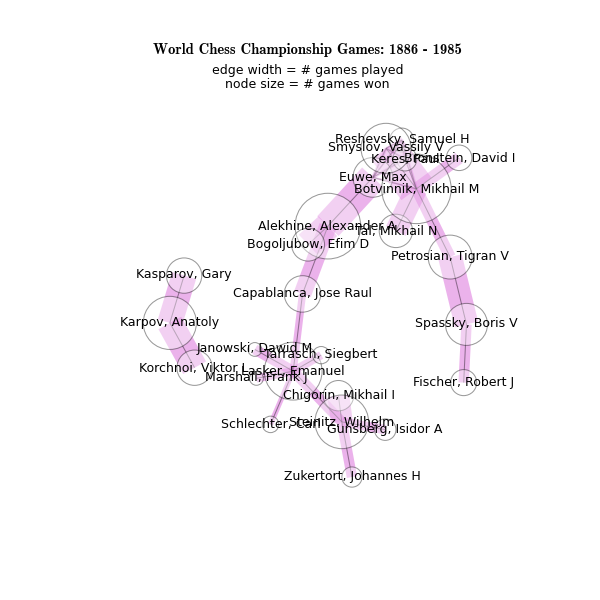 World Chess Championship Games: 1886 - 1985
edge width = # games played
node size = # games won
Reshevsky, Samuel H
Smyslov, Vassily V
Keres, Paul
Bronstein, David I
Euwe, Max
Botvinnik, Mikhail M
Alekhine, Alexander A
Tal, Mikhail N
Bogoljubow, Efim D
Petrosian, Tigran V
Kasparov, Gary
Capablanca, Jose Raul
Karpov, Anatoly
Spassky, Boris V
Janowski, Dawid M
Tarrasch, Siegbert
Korchnoi, Viktor L
Lasker, Emanuel
Marshall, Frank J
Fischer, Robert J
Chigorin, Mikhail I
Schlechter, Carl
Steinitz, Wilhelm
Gunsberg, Isidor A
Zukertort, Johannes H